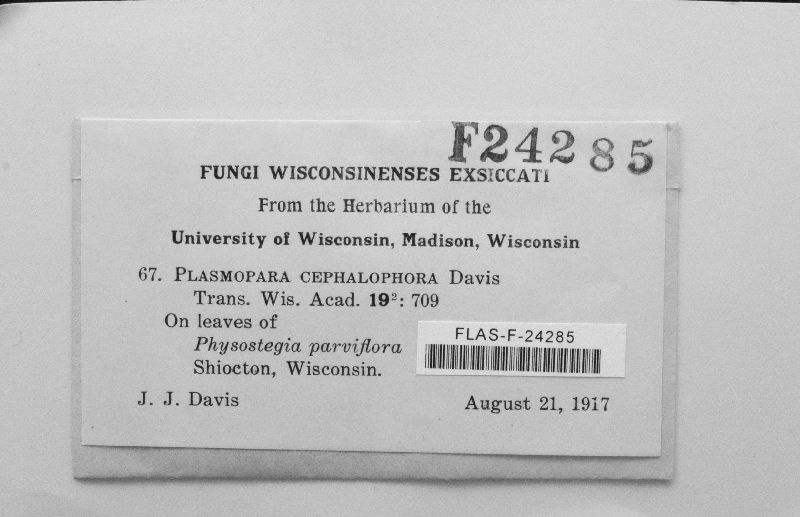 F24285
FUNGI WISCONSINENSES EXSICCATI
From the Herbarium of the
University of Wisconsin, Madison, Wisconsin
67. PLASMOPARA CEPHALOPHORA Davis
Trans. Wis. Acad. 19²: 709
On leaves of
Physostegia parviflora
Shiocton, Wisconsin.
FLAS-F-24285
J. J. Davis
August 21, 1917